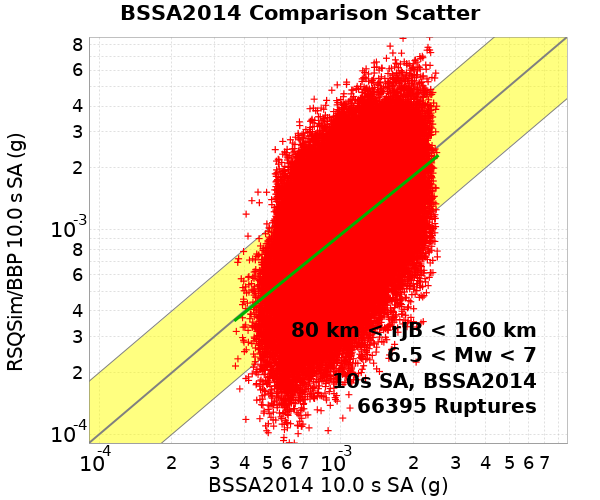 BSSA2014 Comparison Scatter
RSQSim/BBP 10.0 s SA (g)
8
6
4
3
2
10-3
8
6
4
3
2
10-4
80 km < rJB < 160 km
6.5 < Mw < 7
10s SA, BSSA2014
66395 Ruptures
10-4 2 3 4 5 6 7 10-3 2 3 4 5 6 7
BSSA2014 10.0 s SA (g)